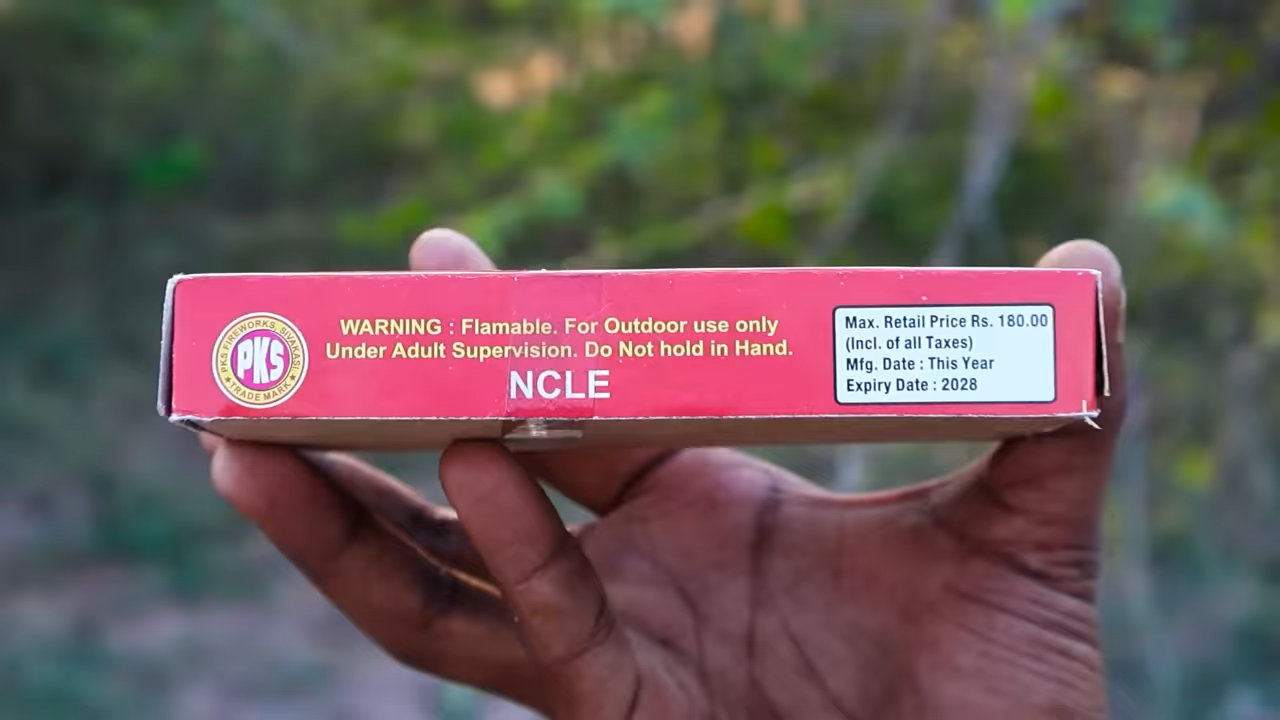 PKS FIREWORKS, SIVAKASI
PKS
TRADE MARK
WARNING : Flamable. For Outdoor use only
Under Adult Supervision. Do Not hold in Hand.
NCLE
Max. Retail Price Rs. 180.00
(Incl. of all Taxes)
Mfg. Date : This Year
Expiry Date : 2028